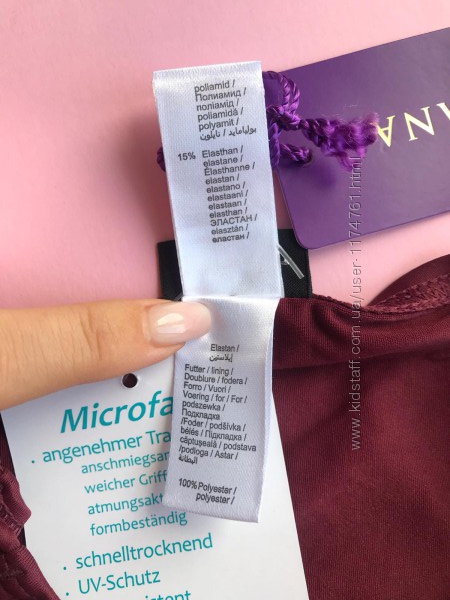 poliamid /
Полиамид /
поліамід /
poliamidă /
polyamit /
بوليامايد / نايلون
15% Elasthan /
elastane /
Élasthanne /
elastan /
elastano /
elastaani /
elastaan /
elasthan /
ЭЛАСТАН /
elasztán /
еластан /
Elastan /
إيلاستين
Futter / lining /
Doublure / fodera /
Forro / Vuori /
Voering / for / For /
podszewka /
Подкладка
/Foder / podšívka /
bélés / Підкладка /
căptușeală / podstava
/podloga / Astar /
البطانة
100% Polyester /
polyester /
INA
Microfa
. angenehmer Tra
anschmiegsam
weicher Griff
atmungsakt
formbeständig
. schnelltrocknend
. UV-Schutz
www.kidstaff.com.ua/user-1174761.html